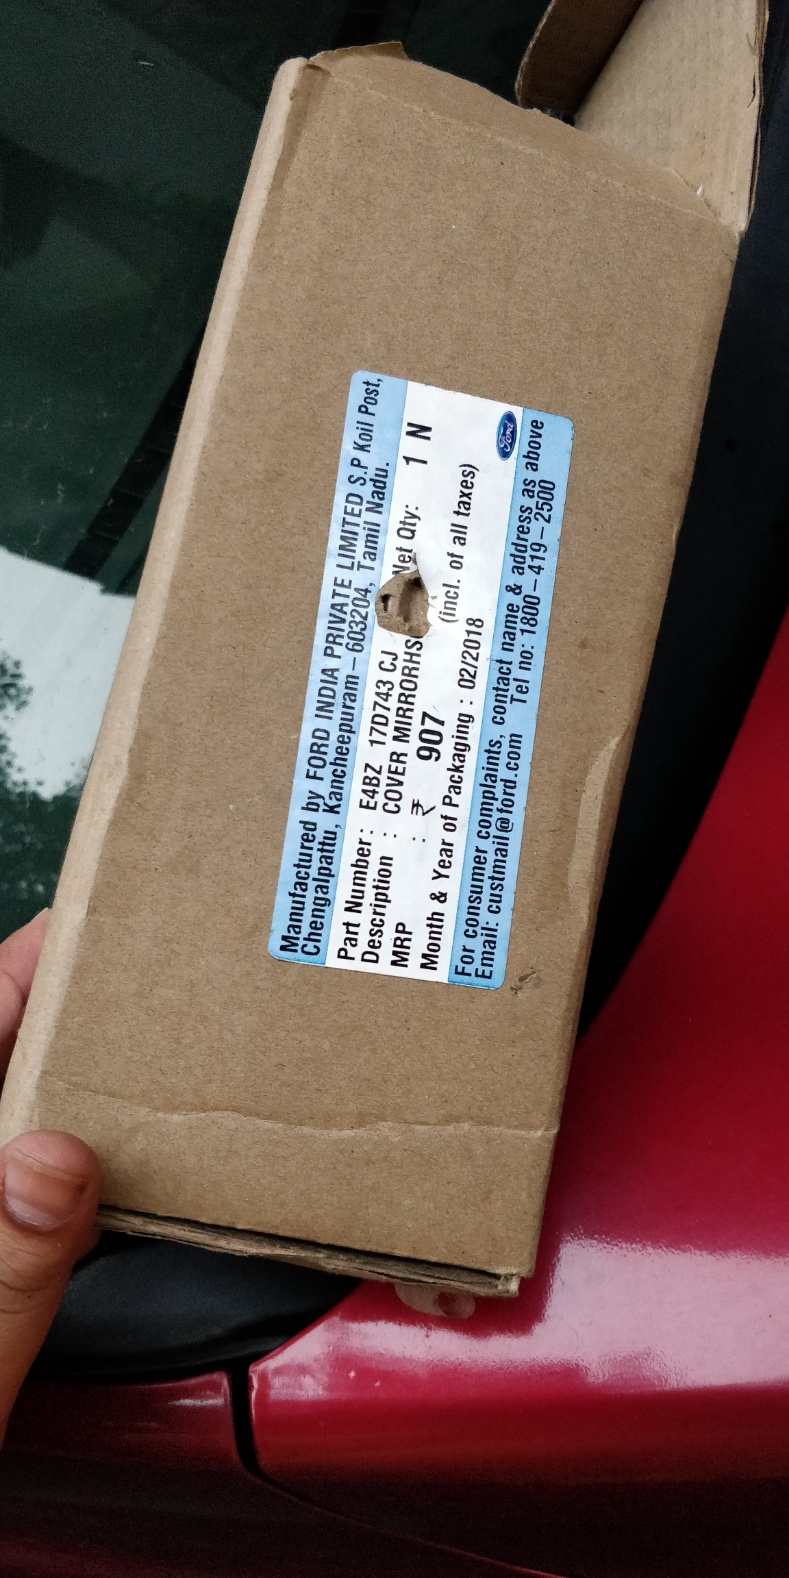 Manufactured by FORD INDIA PRIVATE LIMITED S.P Koil Post,
Chengalpattu, Kancheepuram – 603204, Tamil Nadu.
Part Number : E4BZ 17D743 CJ
Description : COVER MIRRORHS Net Qty: 1 N
MRP : ₹ 907 (incl. of all taxes)
Month & Year of Packaging : 02/2018
Ford
For consumer complaints, contact name & address as above
Email: custmail@ford.com Tel no: 1800 – 419 – 2500